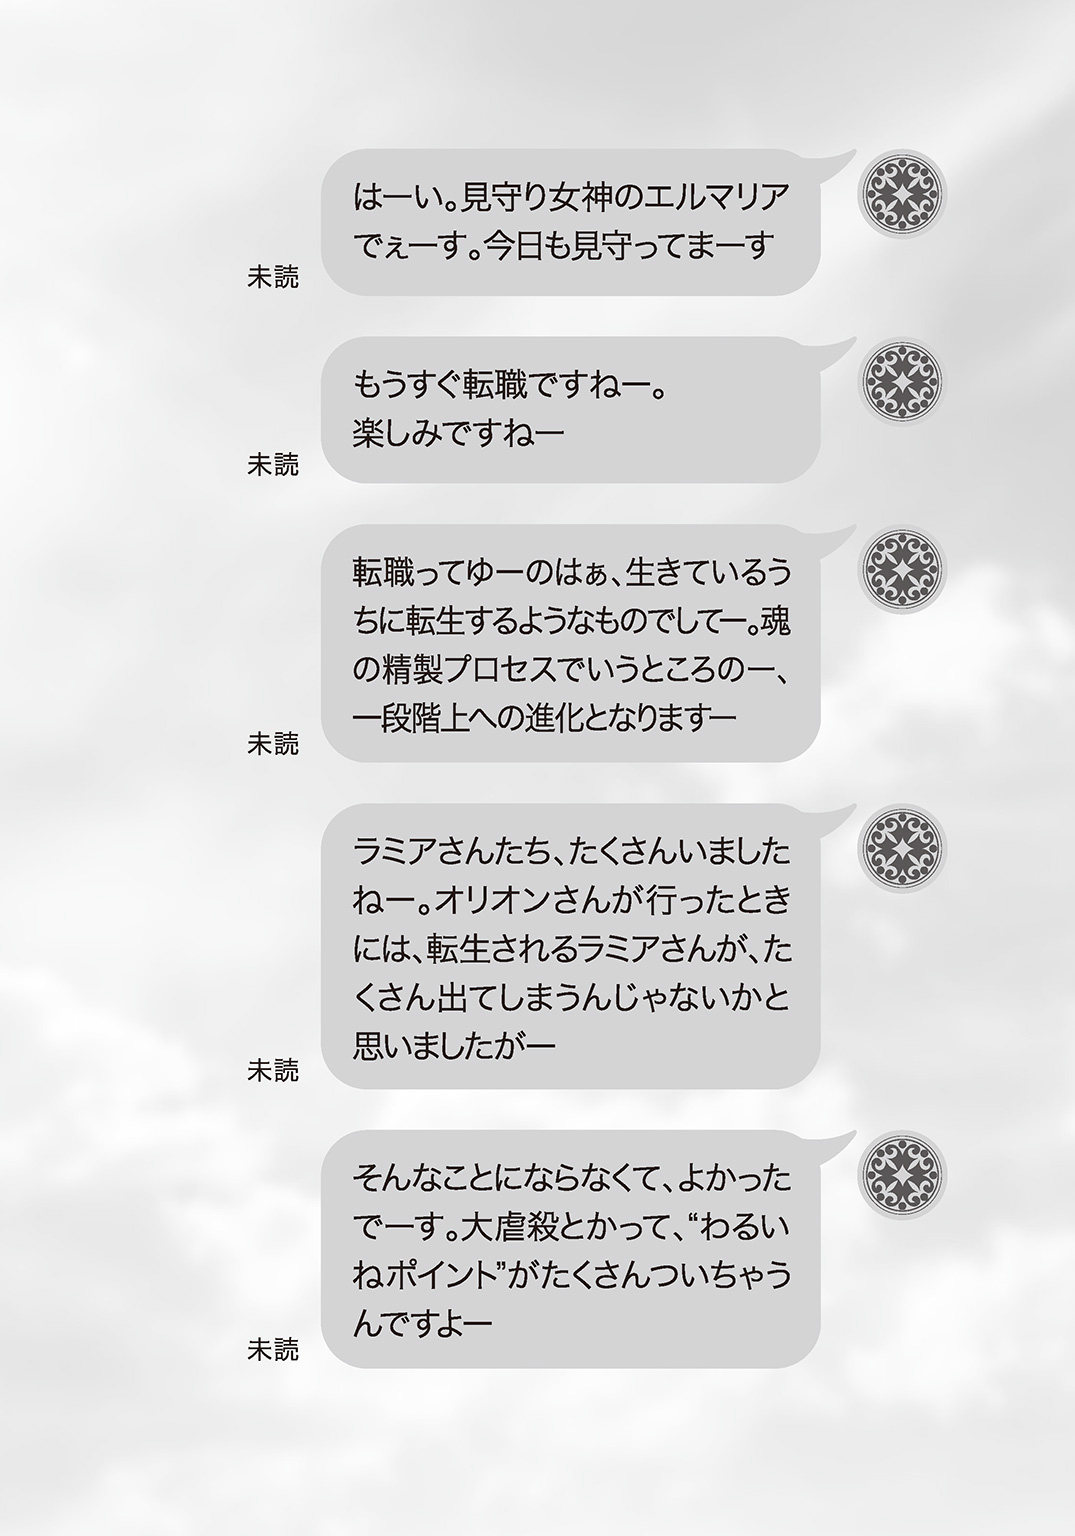 はーい。見守り女神のエルマリア
でぇーす。今日も見守ってまーす
未読
もうすぐ転職ですねー。
楽しみですねー
未読
転職ってゆーのはぁ、生きているう
ちに転生するようなものでしてー。魂
の精製プロセスでいうところのー、
一段階上への進化となりますー
未読
ラミアさんたち、たくさんいました
ねー。オリオンさんが行ったとき
には、転生されるラミアさんが、た
くさん出てしまうんじゃないかと
思いましたがー
未読
そんなことにならなくて、よかった
でーす。大虐殺とかって、“わるい
ねポイント”がたくさんついちゃう
んですよー
未読